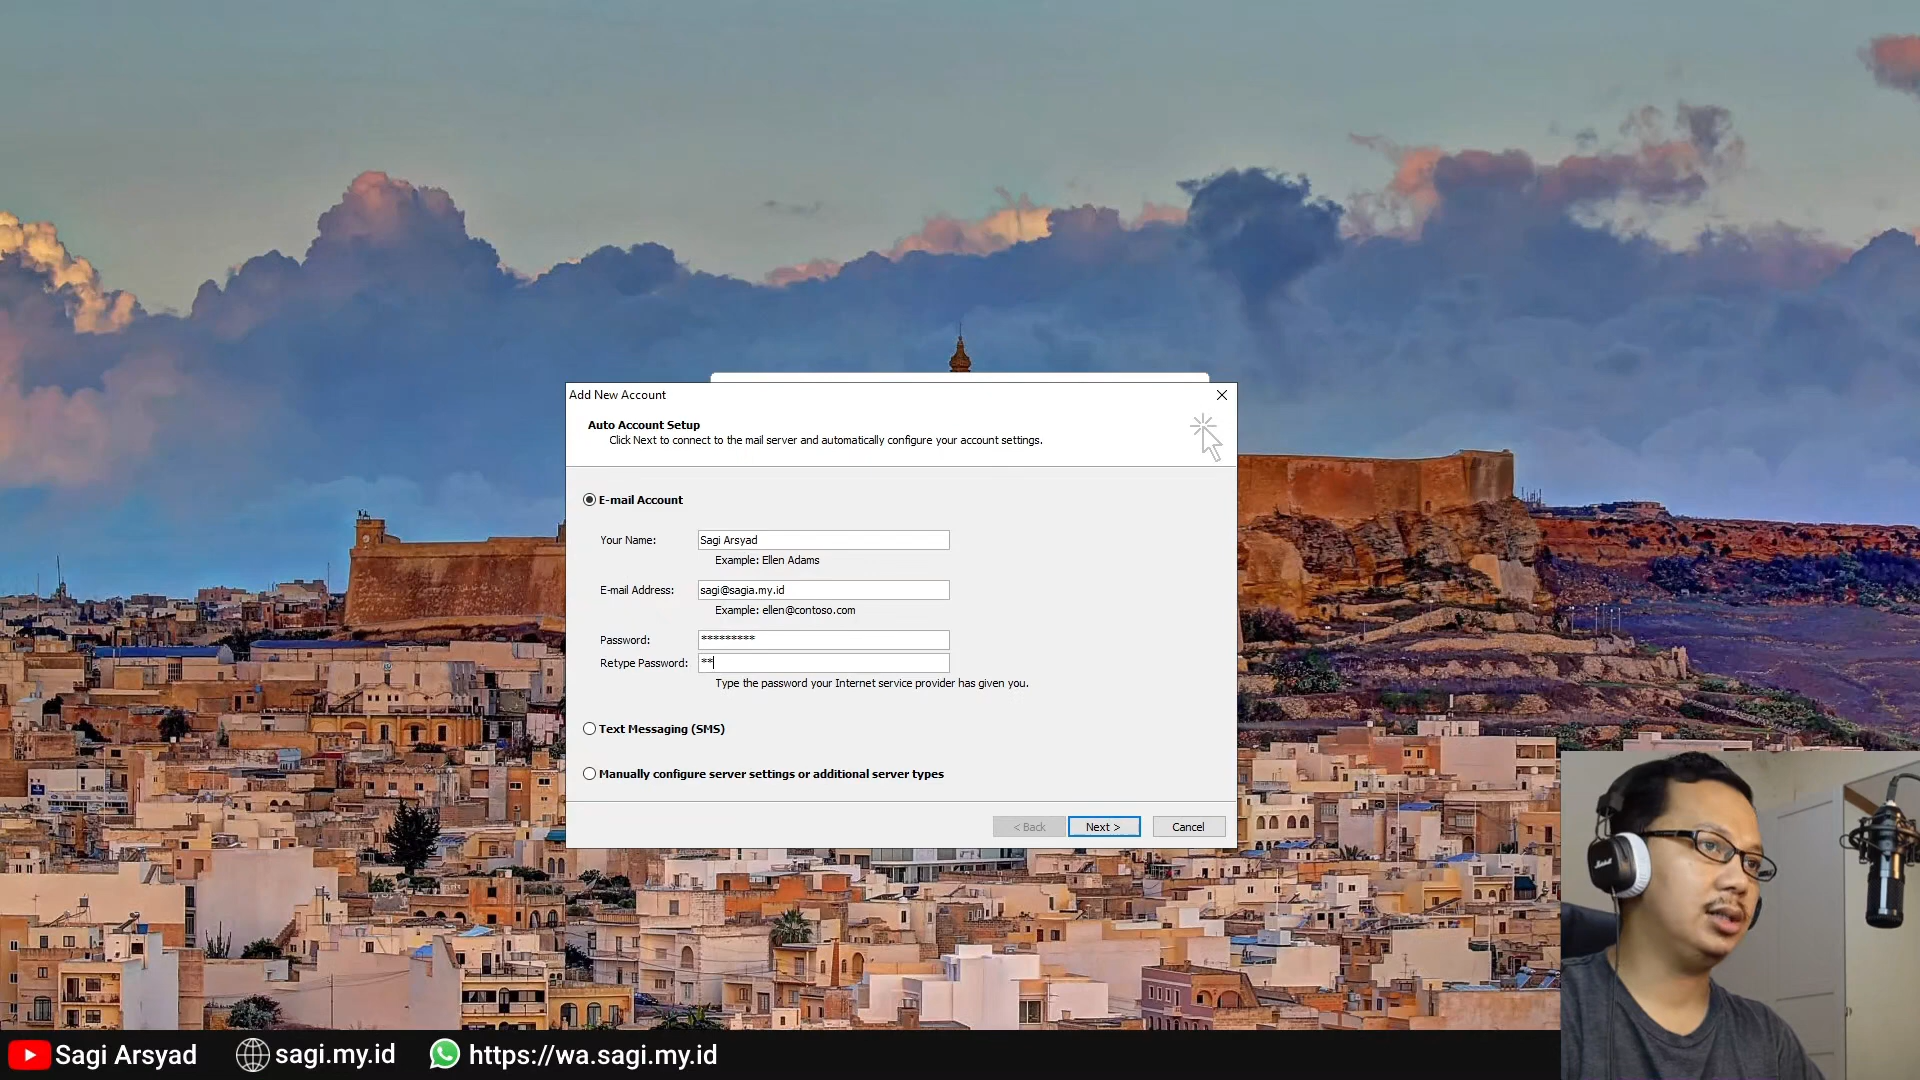 Add New Account
Auto Account Setup
Click Next to connect to the mail server and automatically configure your account settings.
E-mail Account
Your Name: Sagi Arsyad
Example: Ellen Adams
E-mail Address: sagi@sagia.my.id
Example: ellen@contoso.com
Password: *********
Retype Password: **
Type the password your Internet service provider has given you.
Text Messaging (SMS)
Manually configure server settings or additional server types
< Back Next > Cancel
Marshall
Sagi Arsyad sagi.my.id https://wa.sagi.my.id